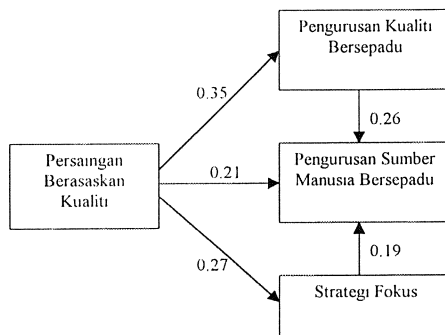 Pengurusan Kualiti
Bersepadu
0.35
0.26
Persaingan
Berasaskan
Kualiti
0.21
Pengurusan Sumber
Manusia Bersepadu
0.27
0.19
Strategi Fokus